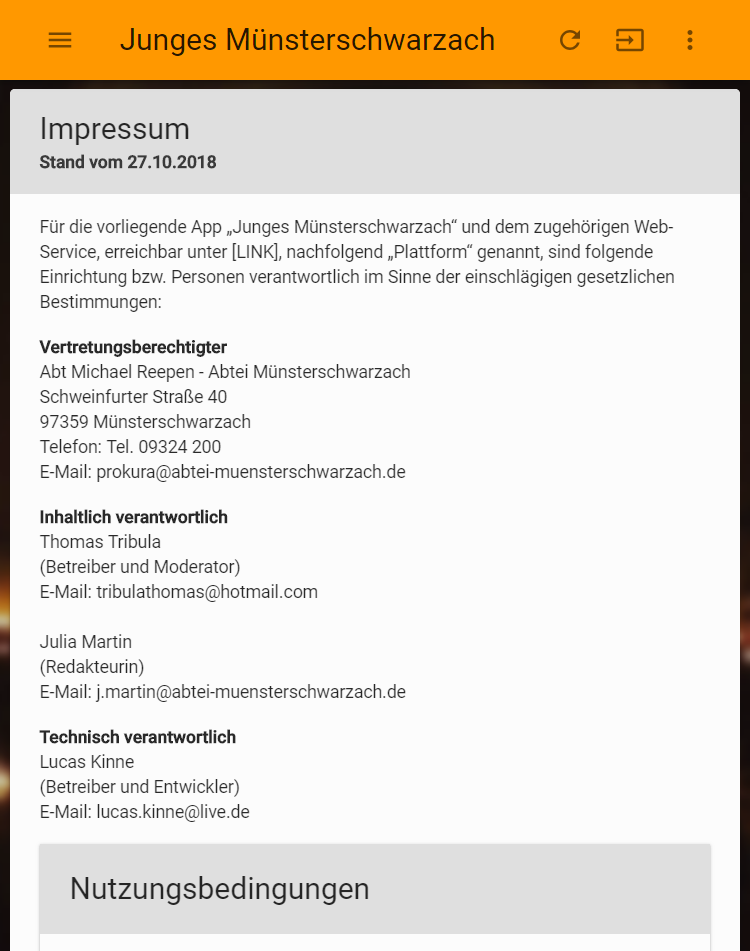 Junges Münsterschwarzach
Impressum
Stand vom 27.10.2018
Für die vorliegende App „Junges Münsterschwarzach“ und dem zugehörigen Web-
Service, erreichbar unter [LINK], nachfolgend „Plattform“ genannt, sind folgende
Einrichtung bzw. Personen verantwortlich im Sinne der einschlägigen gesetzlichen
Bestimmungen:
Vertretungsberechtigter
Abt Michael Reepen - Abtei Münsterschwarzach
Schweinfurter Straße 40
97359 Münsterschwarzach
Telefon: Tel. 09324 200
E-Mail: prokura@abtei-muensterschwarzach.de
Inhaltlich verantwortlich
Thomas Tribula
(Betreiber und Moderator)
E-Mail: tribulathomas@hotmail.com
Julia Martin
(Redakteurin)
E-Mail: j.martin@abtei-muensterschwarzach.de
Technisch verantwortlich
Lucas Kinne
(Betreiber und Entwickler)
E-Mail: lucas.kinne@live.de
Nutzungsbedingungen